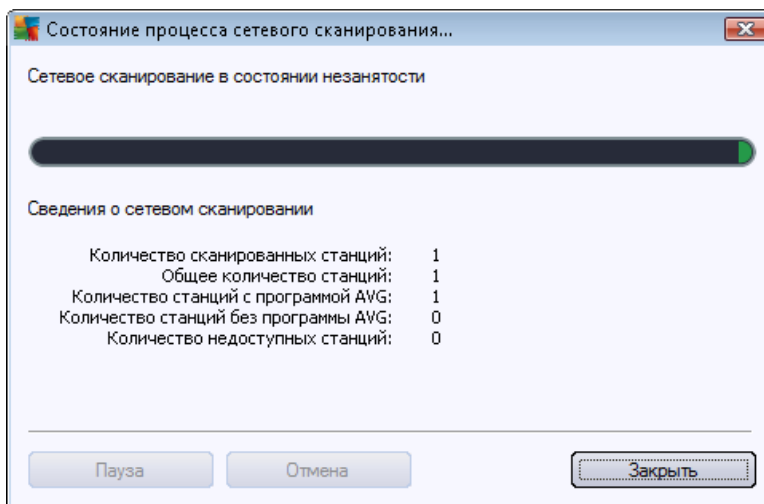 Состояние процесса сетевого сканирования...
Сетевое сканирование в состоянии незанятости
Сведения о сетевом сканировании
Количество сканированных станций: 1
Общее количество станций: 1
Количество станций с программой AVG: 1
Количество станций без программы AVG: 0
Количество недоступных станций: 0
Пауза Отмена Закрыть